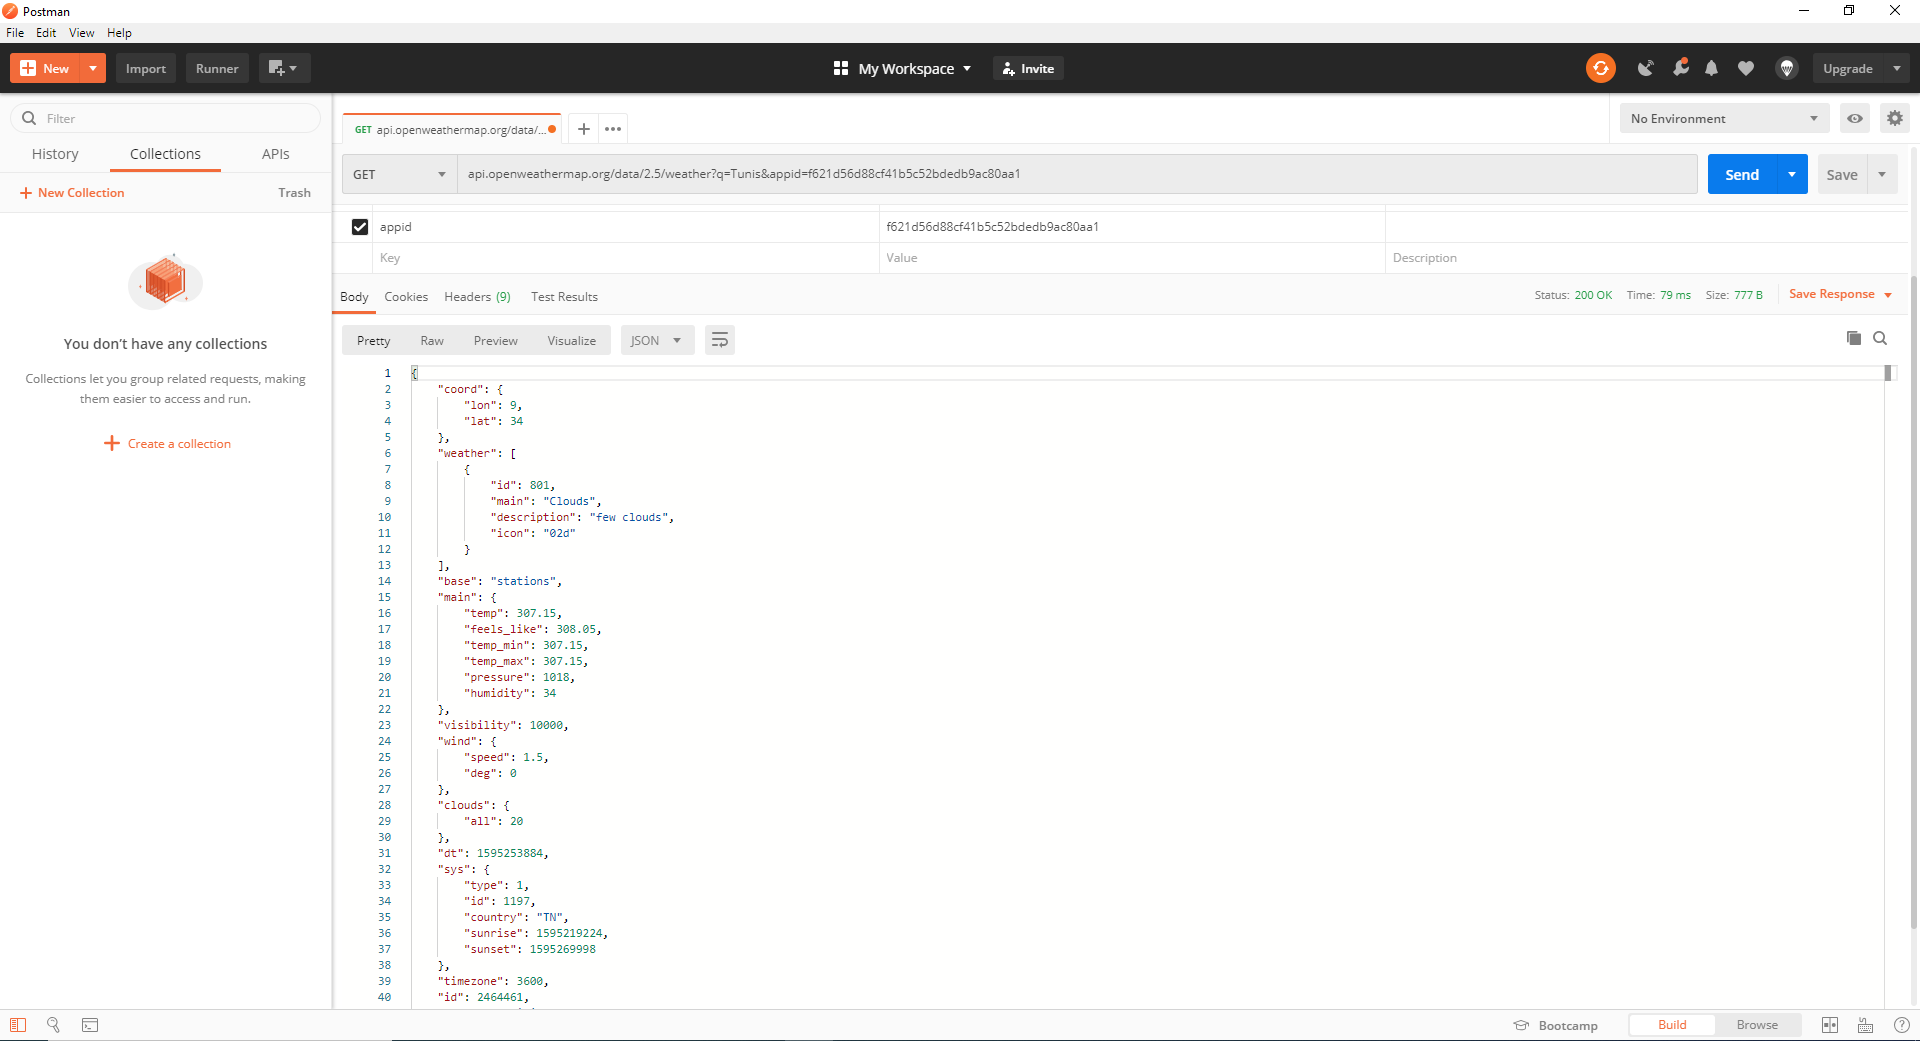 Postman
File Edit View Help
New Import Runner My Workspace Invite Upgrade
Filter
History Collections APIs
New Collection Trash
You don’t have any collections
Collections let you group related requests, making
them easier to access and run.
Create a collection
GET api.openweathermap.org/data/...
No Environment
GET api.openweathermap.org/data/2.5/weather?q=Tunis&appid=f621d56d88cf41b5c52bdedb9ac80aa1 Send Save
appid f621d56d88cf41b5c52bdedb9ac80aa1
Key Value Description
Body Cookies Headers (9) Test Results Status: 200 OK Time: 79 ms Size: 777 B Save Response
Pretty Raw Preview Visualize JSON
1 {
2 "coord": {
3 "lon": 9,
4 "lat": 34
5 },
6 "weather": [
7 {
8 "id": 801,
9 "main": "Clouds",
10 "description": "few clouds",
11 "icon": "02d"
12 }
13 ],
14 "base": "stations",
15 "main": {
16 "temp": 307.15,
17 "feels_like": 308.05,
18 "temp_min": 307.15,
19 "temp_max": 307.15,
20 "pressure": 1018,
21 "humidity": 34
22 },
23 "visibility": 10000,
24 "wind": {
25 "speed": 1.5,
26 "deg": 0
27 },
28 "clouds": {
29 "all": 20
30 },
31 "dt": 1595253884,
32 "sys": {
33 "type": 1,
34 "id": 1197,
35 "country": "TN",
36 "sunrise": 1595219224,
37 "sunset": 1595269998
38 },
39 "timezone": 3600,
40 "id": 2464461,
Bootcamp Build Browse